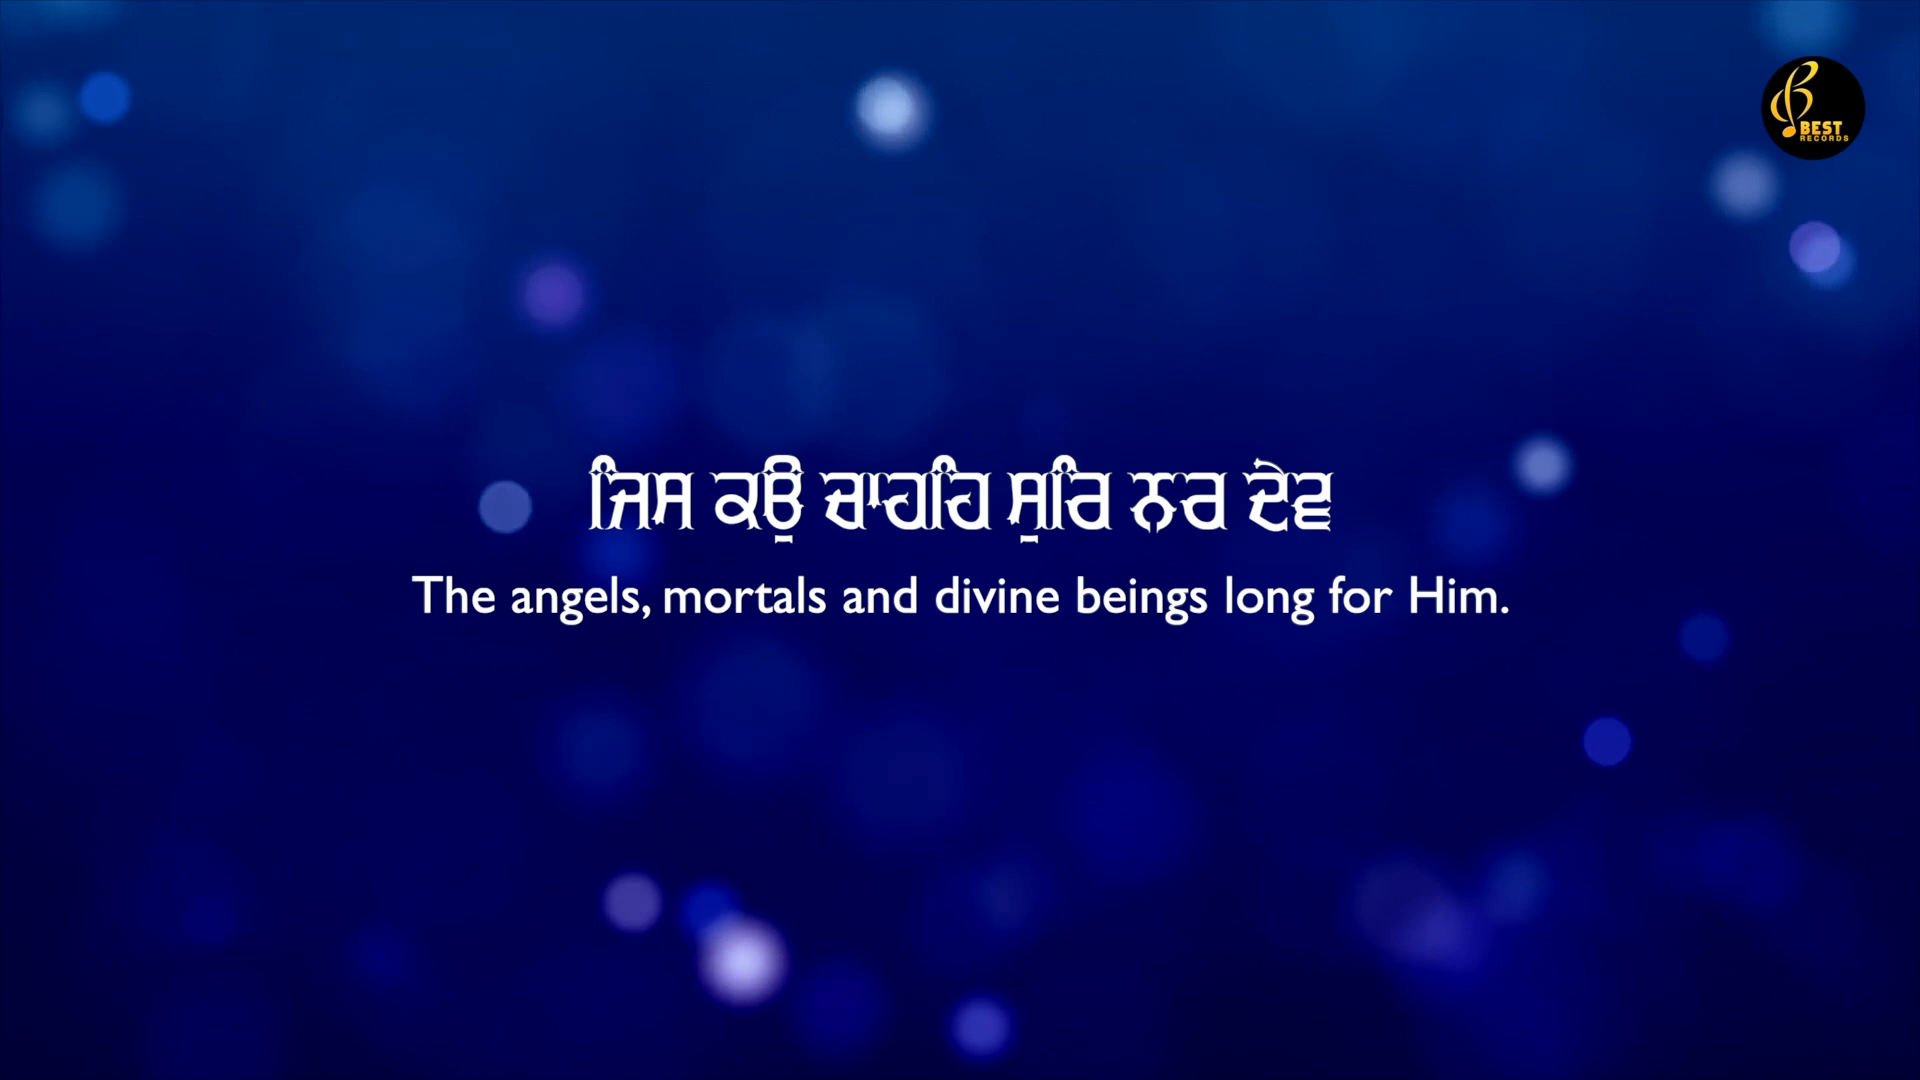 BEST
RECORDS
ਜਿਸ ਕਉ ਚਾਹਹਿ ਸੁਰਿ ਨਰ ਦੇਵ
The angels, mortals and divine beings long for Him.